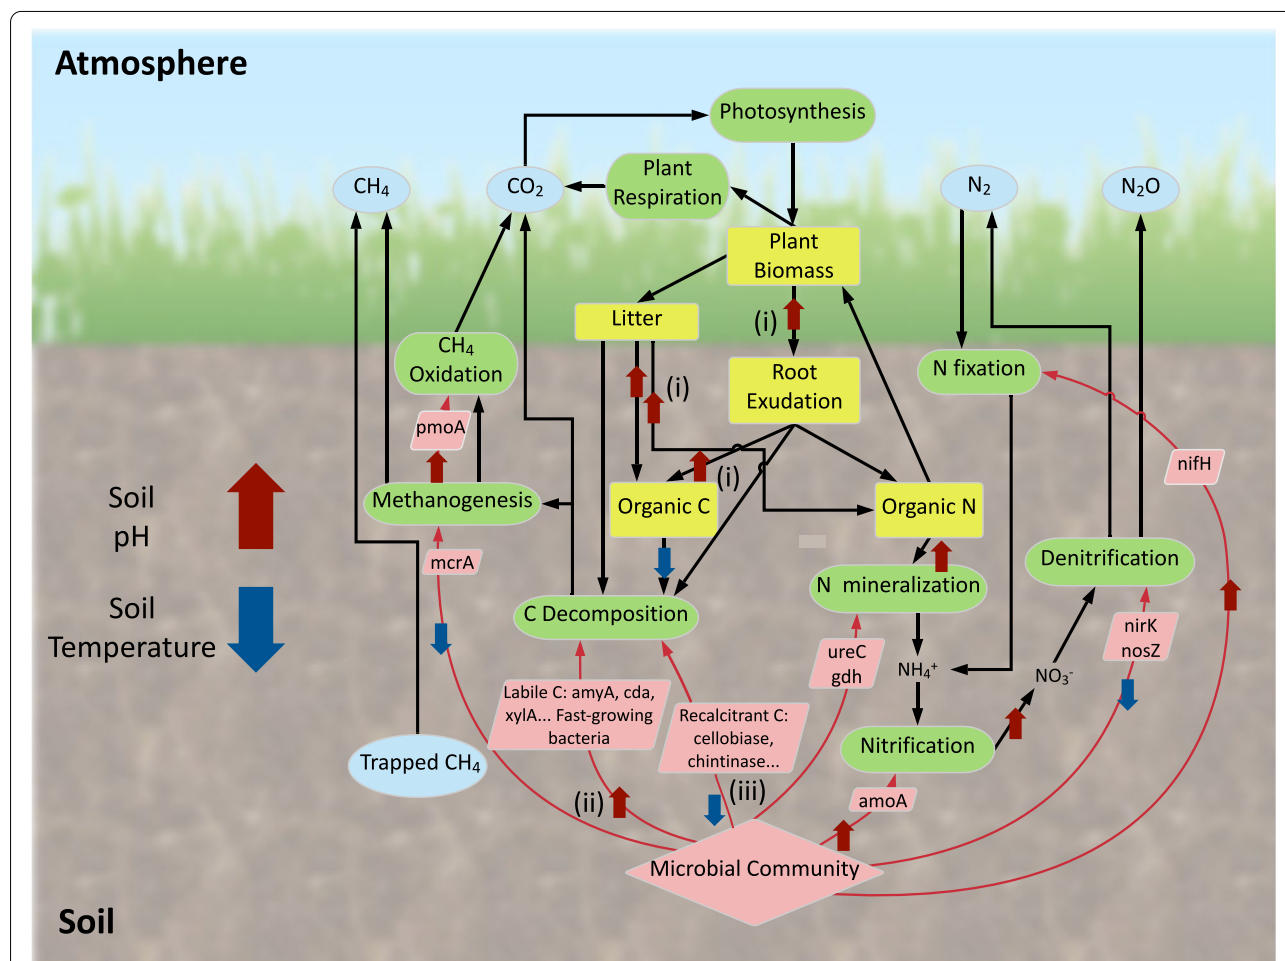 Atmosphere
Photosynthesis
Plant
Respiration
CH₄
CO₂
N₂
N₂O
Plant
Biomass
Litter
(i)
CH₄
Oxidation
Root
Exudation
N fixation
(i)
pmoA
nifH
(i)
Soil
pH
Methanogenesis
Organic C
Organic N
mcrA
Denitrification
N mineralization
Soil
Temperature
C Decomposition
nirK
nosZ
ureC
gdh
NH₄⁺
NO₃⁻
Labile C: amyA, cda,
xylA... Fast-growing
bacteria
Recalcitrant C:
cellobiase,
chintinase...
Nitrification
Trapped CH₄
(ii)
(iii)
amoA
Microbial Community
Soil